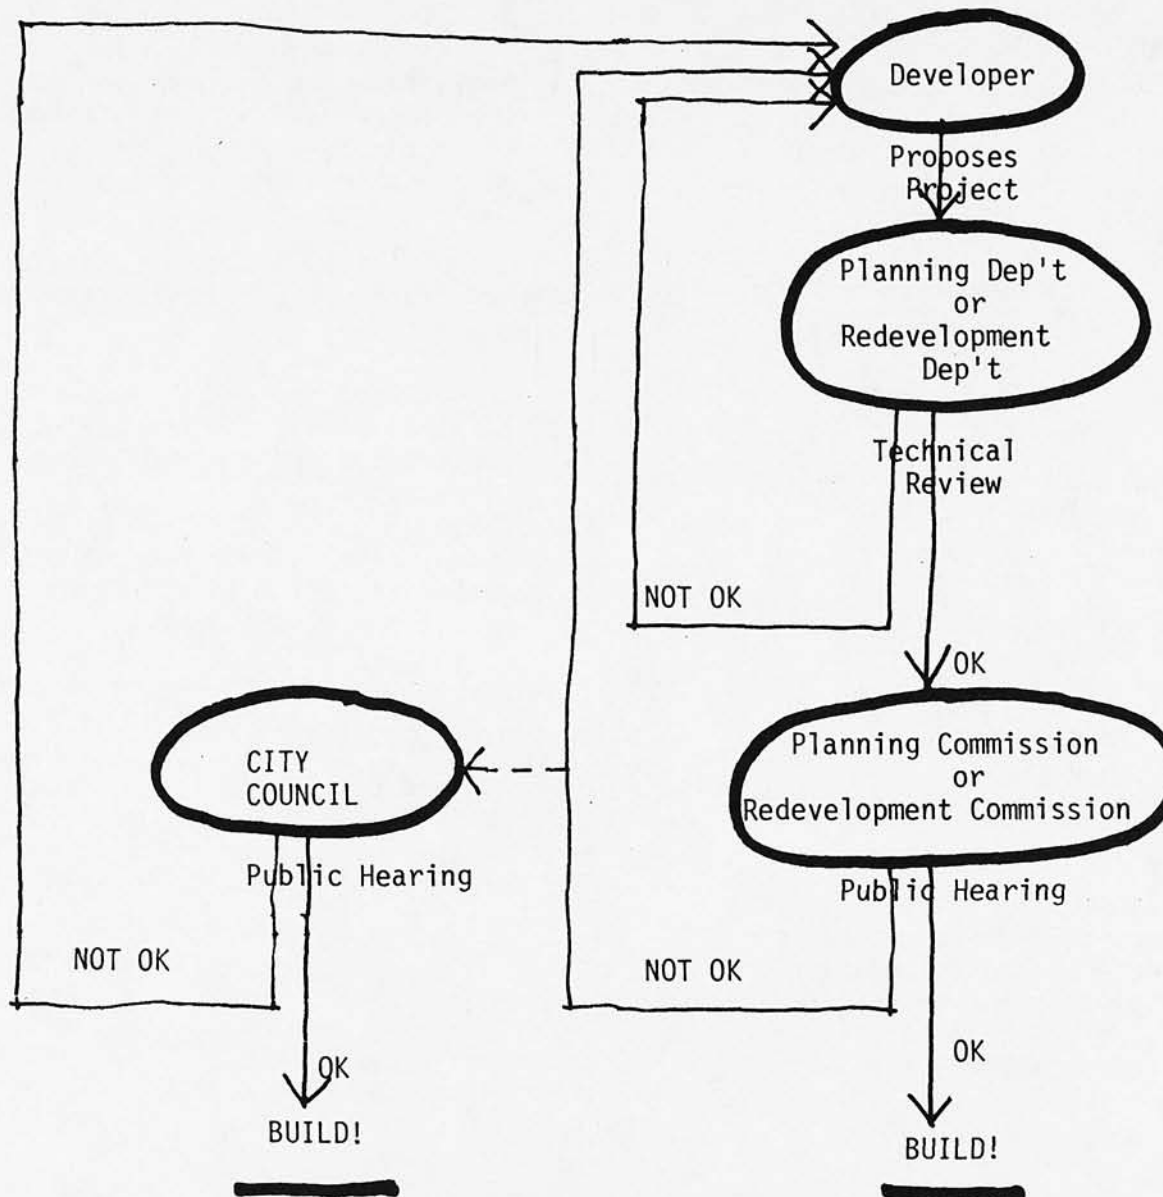 Developer
Proposes
Project
Planning Dep't
or
Redevelopment
Dep't
Technical
Review
NOT OK
OK
Planning Commission
or
Redevelopment Commission
Public Hearing
NOT OK
OK
BUILD!
CITY
COUNCIL
Public Hearing
NOT OK
OK
BUILD!